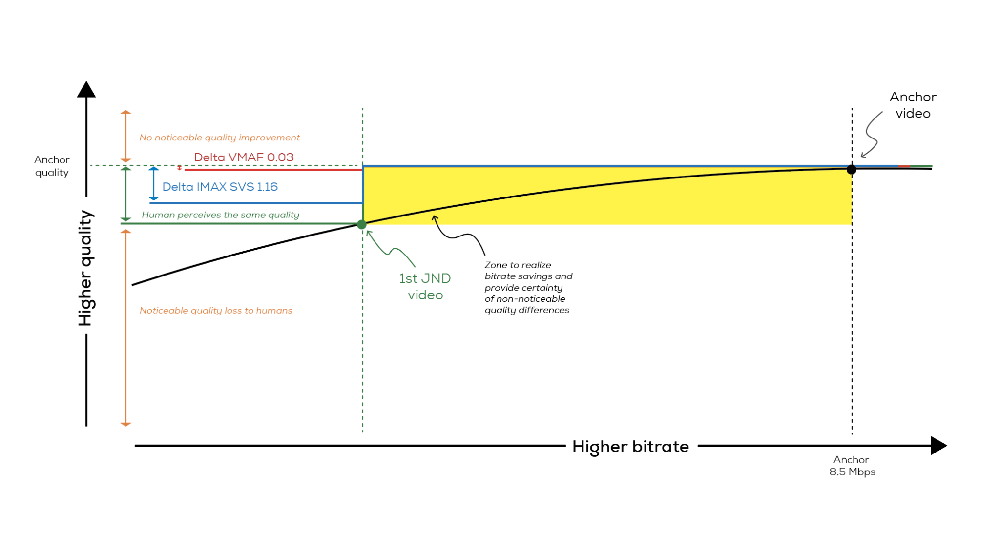 Anchor
video
No noticeable quality improvement
Delta VMAF 0.03
Anchor
quality
Delta IMAX SVS 1.16
Human perceives the same quality
Higher quality
1st JND
video
Zone to realize
bitrate savings and
provide certainty
of non-noticeable
quality differences
Noticeable quality loss to humans
Higher bitrate
Anchor
8.5 Mbps